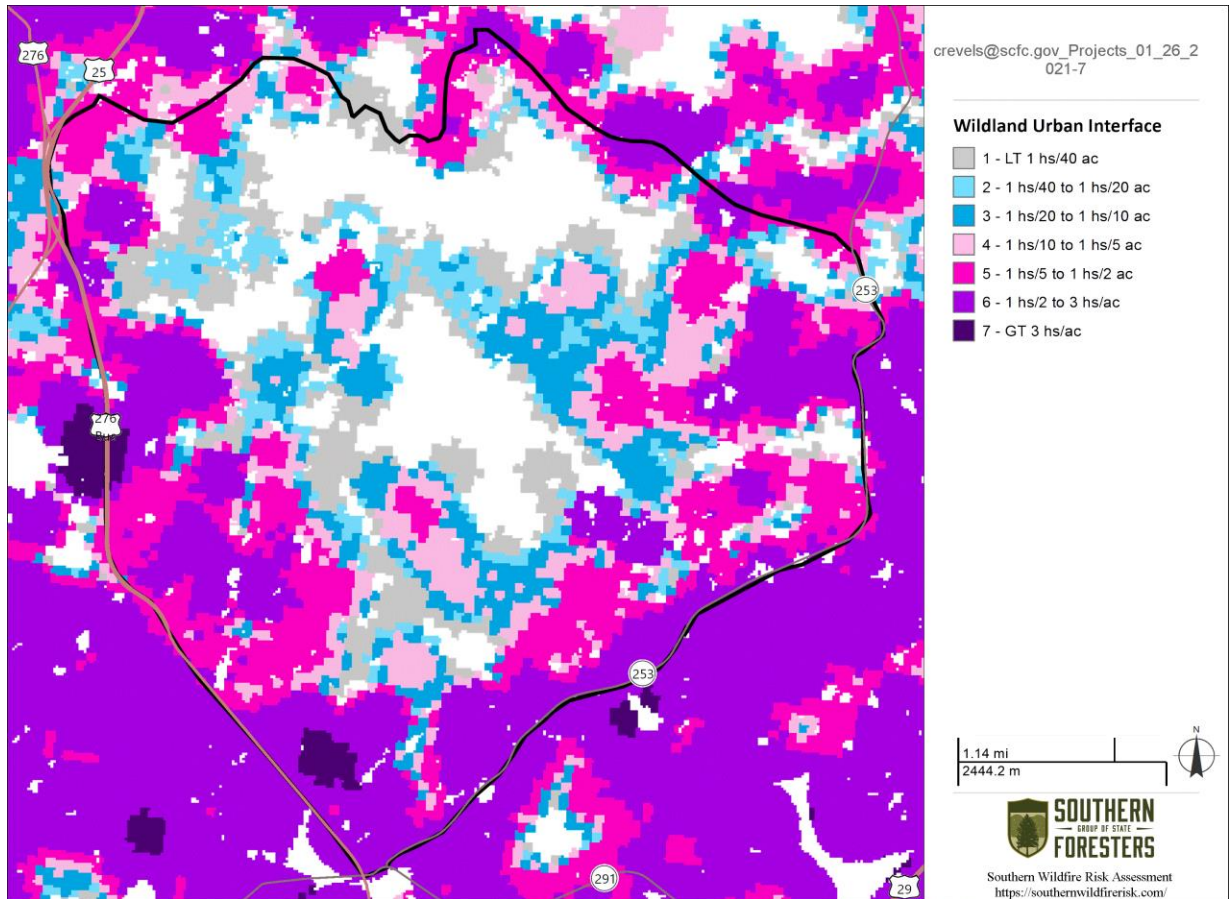 276
25
253
276
Bus
253
291
29
crevels@scfc.gov_Projects_01_26_2
021-7
Wildland Urban Interface
1 - LT 1 hs/40 ac
2 - 1 hs/40 to 1 hs/20 ac
3 - 1 hs/20 to 1 hs/10 ac
4 - 1 hs/10 to 1 hs/5 ac
5 - 1 hs/5 to 1 hs/2 ac
6 - 1 hs/2 to 3 hs/ac
7 - GT 3 hs/ac
1.14 mi
2444.2 m
N
SOUTHERN
GROUP OF STATE
FORESTERS
Southern Wildfire Risk Assessment
https://southernwildfirerisk.com/